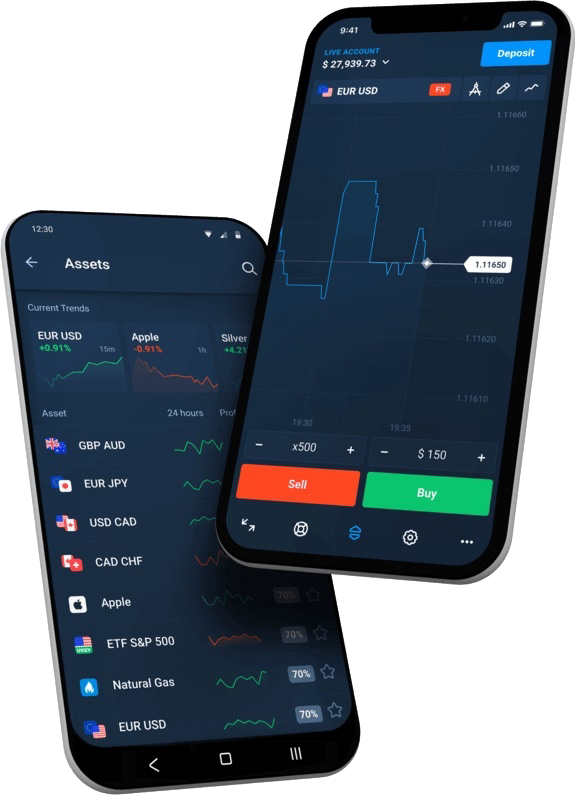 9:41
LIVE ACCOUNT
$ 27,939.73
Deposit
EUR USD
FX
1.11660
1.11650
1.11640
1.11650
1.11630
1.11620
1.11610
19:30
19:35
− x500 +
− $ 150 +
Sell
Buy
12:30
Assets
Current Trends
EUR USD
+0.91% 15m
Apple
-0.91% 1h
Silver
Asset 24 hours
GBP AUD
EUR JPY
USD CAD
CAD CHF
Apple 70%
ETF S&P 500 70%
UVXY
Natural Gas 70%
EUR USD 70%